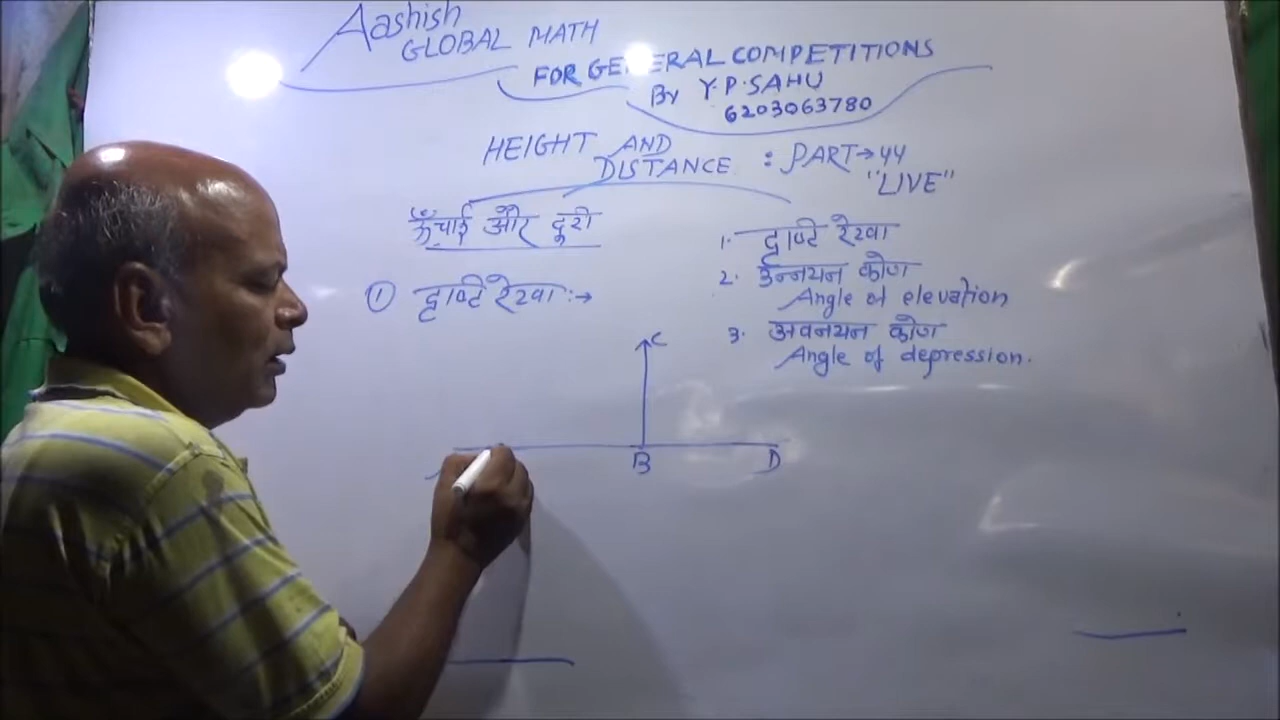 Aashish
GLOBAL MATH
FOR GENERAL COMPETITIONS
By Y.P.SAHU
6203063780
HEIGHT AND
DISTANCE : PART→44
"LIVE"
ऊँचाई और दूरी
① दृष्टि रेखा :→
1. दृष्टि रेखा
2. उन्नयन कोण
Angle of elevation
3. अवनयन कोण
Angle of depression.
C
B
D